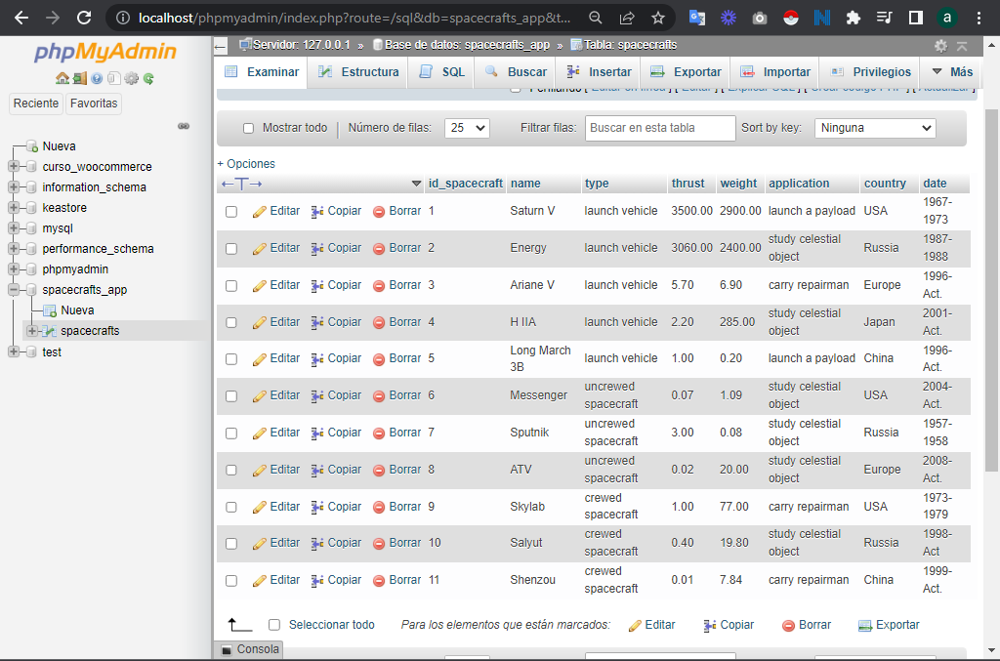 localhost/phpmyadmin/index.php?route=/sql&db=spacecrafts_app&t...
a
phpMyAdmin
Reciente Favoritas
Nueva
curso_woocommerce
information_schema
keastore
mysql
performance_schema
phpmyadmin
spacecrafts_app
Nueva
spacecrafts
test
Servidor: 127.0.0.1 » Base de datos: spacecrafts_app » Tabla: spacecrafts
Examinar Estructura SQL Buscar Insertar Exportar Importar Privilegios Más
Perfilando [ Editar en línea ] [ Editar ] [ Explicar SQL ] [ Crear código PHP ] [ Actualizar ]
Mostrar todo Número de filas: 25 Filtrar filas: Buscar en esta tabla Sort by key: Ninguna
+ Opciones
←T→ id_spacecraft name type thrust weight application country date
Editar Copiar Borrar 1 Saturn V launch vehicle 3500.00 2900.00 launch a payload USA 1967-
1973
Editar Copiar Borrar 2 Energy launch vehicle 3060.00 2400.00 study celestial object Russia 1987-
1988
Editar Copiar Borrar 3 Ariane V launch vehicle 5.70 6.90 carry repairman Europe 1996-
Act.
Editar Copiar Borrar 4 H IIA launch vehicle 2.20 285.00 study celestial object Japan 2001-
Act.
Editar Copiar Borrar 5 Long March 3B launch vehicle 1.00 0.20 launch a payload China 1996-
Act.
Editar Copiar Borrar 6 Messenger uncrewed spacecraft 0.07 1.09 study celestial object USA 2004-
Act.
Editar Copiar Borrar 7 Sputnik uncrewed spacecraft 3.00 0.08 study celestial object Russia 1957-
1958
Editar Copiar Borrar 8 ATV uncrewed spacecraft 0.02 20.00 study celestial object Europe 2008-
Act.
Editar Copiar Borrar 9 Skylab crewed spacecraft 1.00 77.00 carry repairman USA 1973-
1979
Editar Copiar Borrar 10 Salyut crewed spacecraft 0.40 19.80 study celestial object Russia 1998-
Act
Editar Copiar Borrar 11 Shenzou crewed spacecraft 0.01 7.84 carry repairman China 1999-
Act.
Seleccionar todo Para los elementos que están marcados: Editar Copiar Borrar Exportar
Consola